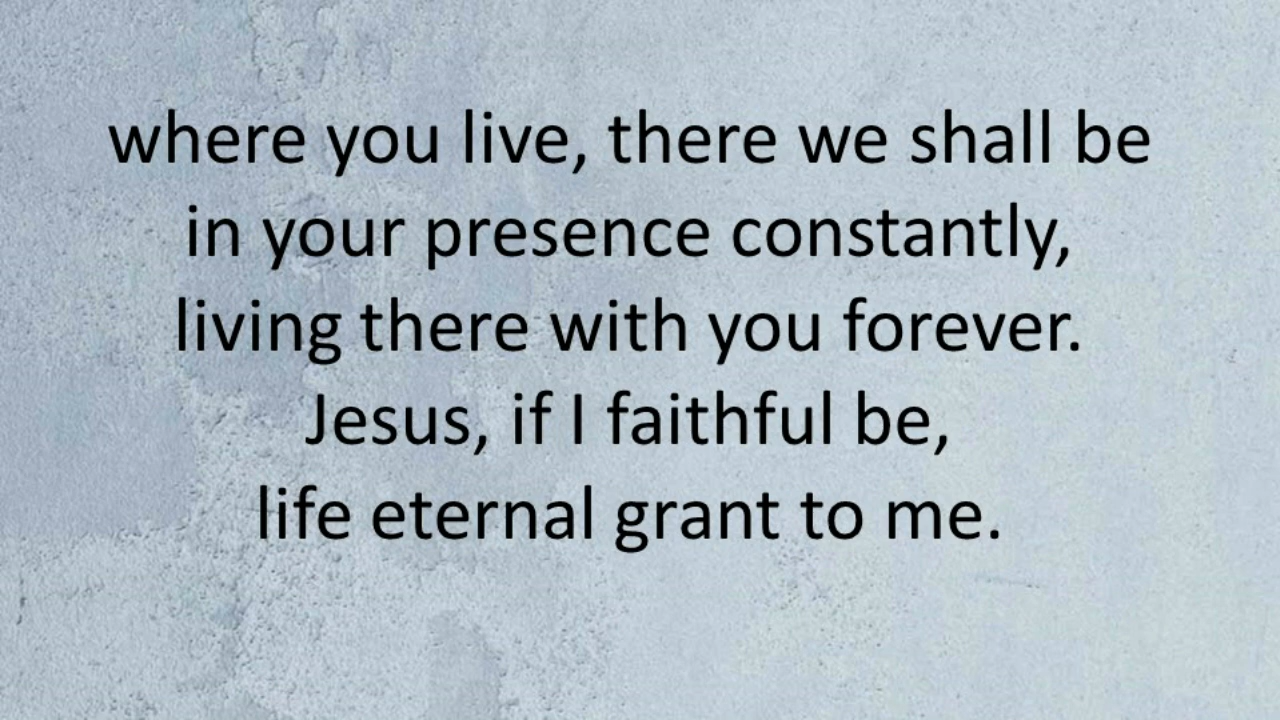 where you live, there we shall be
in your presence constantly,
living there with you forever.
Jesus, if I faithful be,
life eternal grant to me.